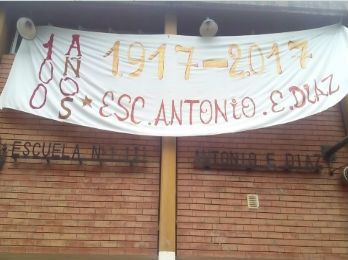 100 AÑOS
1917-2017
★ ESC. ANTONIO. E. DIAZ
ESCUELA
ANTONIO E DIAZ